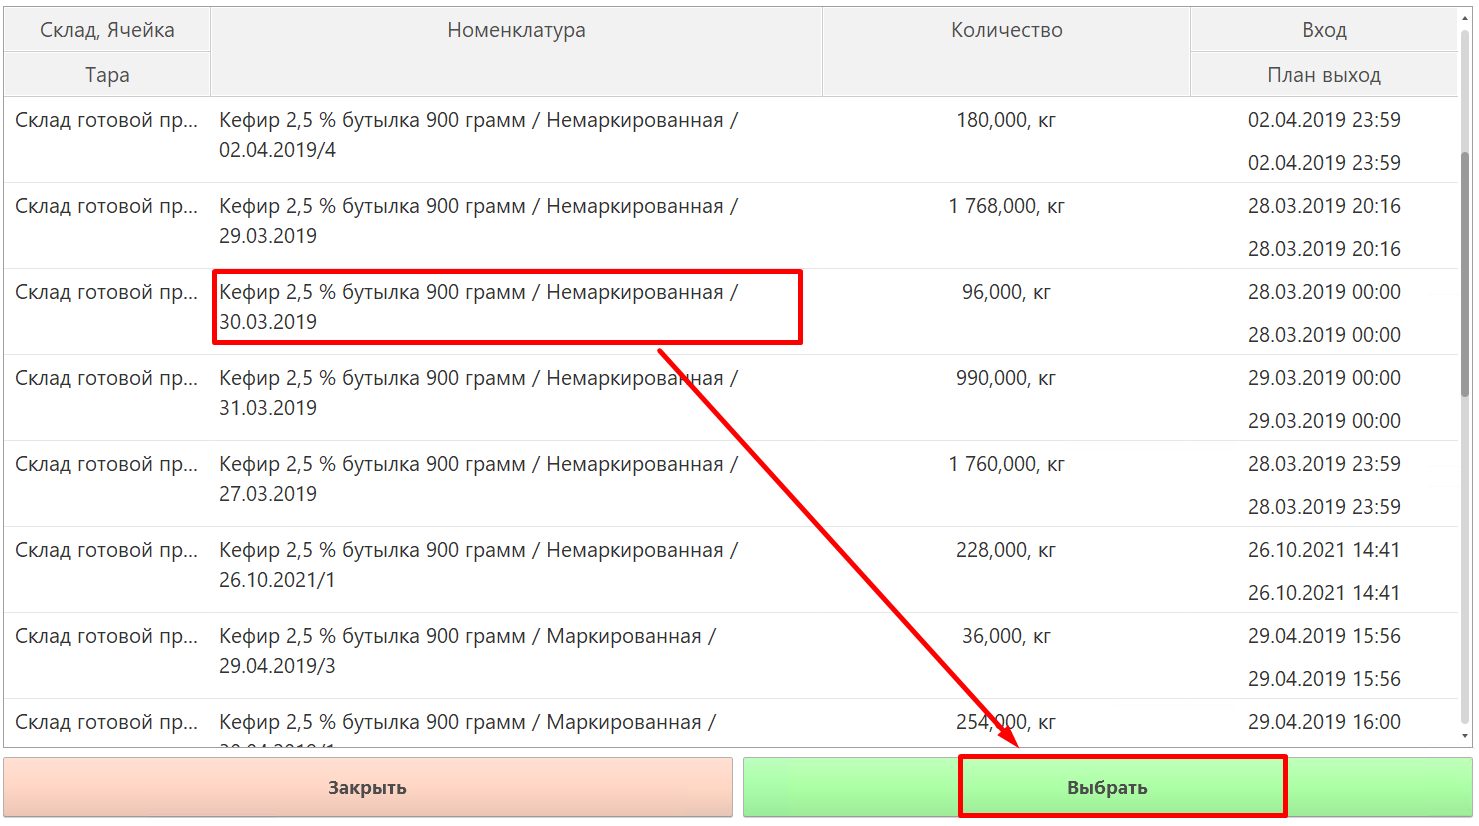 Склад, Ячейка
Номенклатура
Количество
Вход
Тара
План выход
Склад готовой пр...
Кефир 2,5 % бутылка 900 грамм / Немаркированная /
02.04.2019/4
180,000, кг
02.04.2019 23:59
02.04.2019 23:59
Склад готовой пр...
Кефир 2,5 % бутылка 900 грамм / Немаркированная /
29.03.2019
1 768,000, кг
28.03.2019 20:16
28.03.2019 20:16
Склад готовой пр...
Кефир 2,5 % бутылка 900 грамм / Немаркированная /
30.03.2019
96,000, кг
28.03.2019 00:00
28.03.2019 00:00
Склад готовой пр...
Кефир 2,5 % бутылка 900 грамм / Немаркированная /
31.03.2019
990,000, кг
29.03.2019 00:00
29.03.2019 00:00
Склад готовой пр...
Кефир 2,5 % бутылка 900 грамм / Немаркированная /
27.03.2019
1 760,000, кг
28.03.2019 23:59
28.03.2019 23:59
Склад готовой пр...
Кефир 2,5 % бутылка 900 грамм / Немаркированная /
26.10.2021/1
228,000, кг
26.10.2021 14:41
26.10.2021 14:41
Склад готовой пр...
Кефир 2,5 % бутылка 900 грамм / Маркированная /
29.04.2019/3
36,000, кг
29.04.2019 15:56
29.04.2019 15:56
Склад готовой пр...
Кефир 2,5 % бутылка 900 грамм / Маркированная /
254,000, кг
29.04.2019 16:00
Закрыть
Выбрать